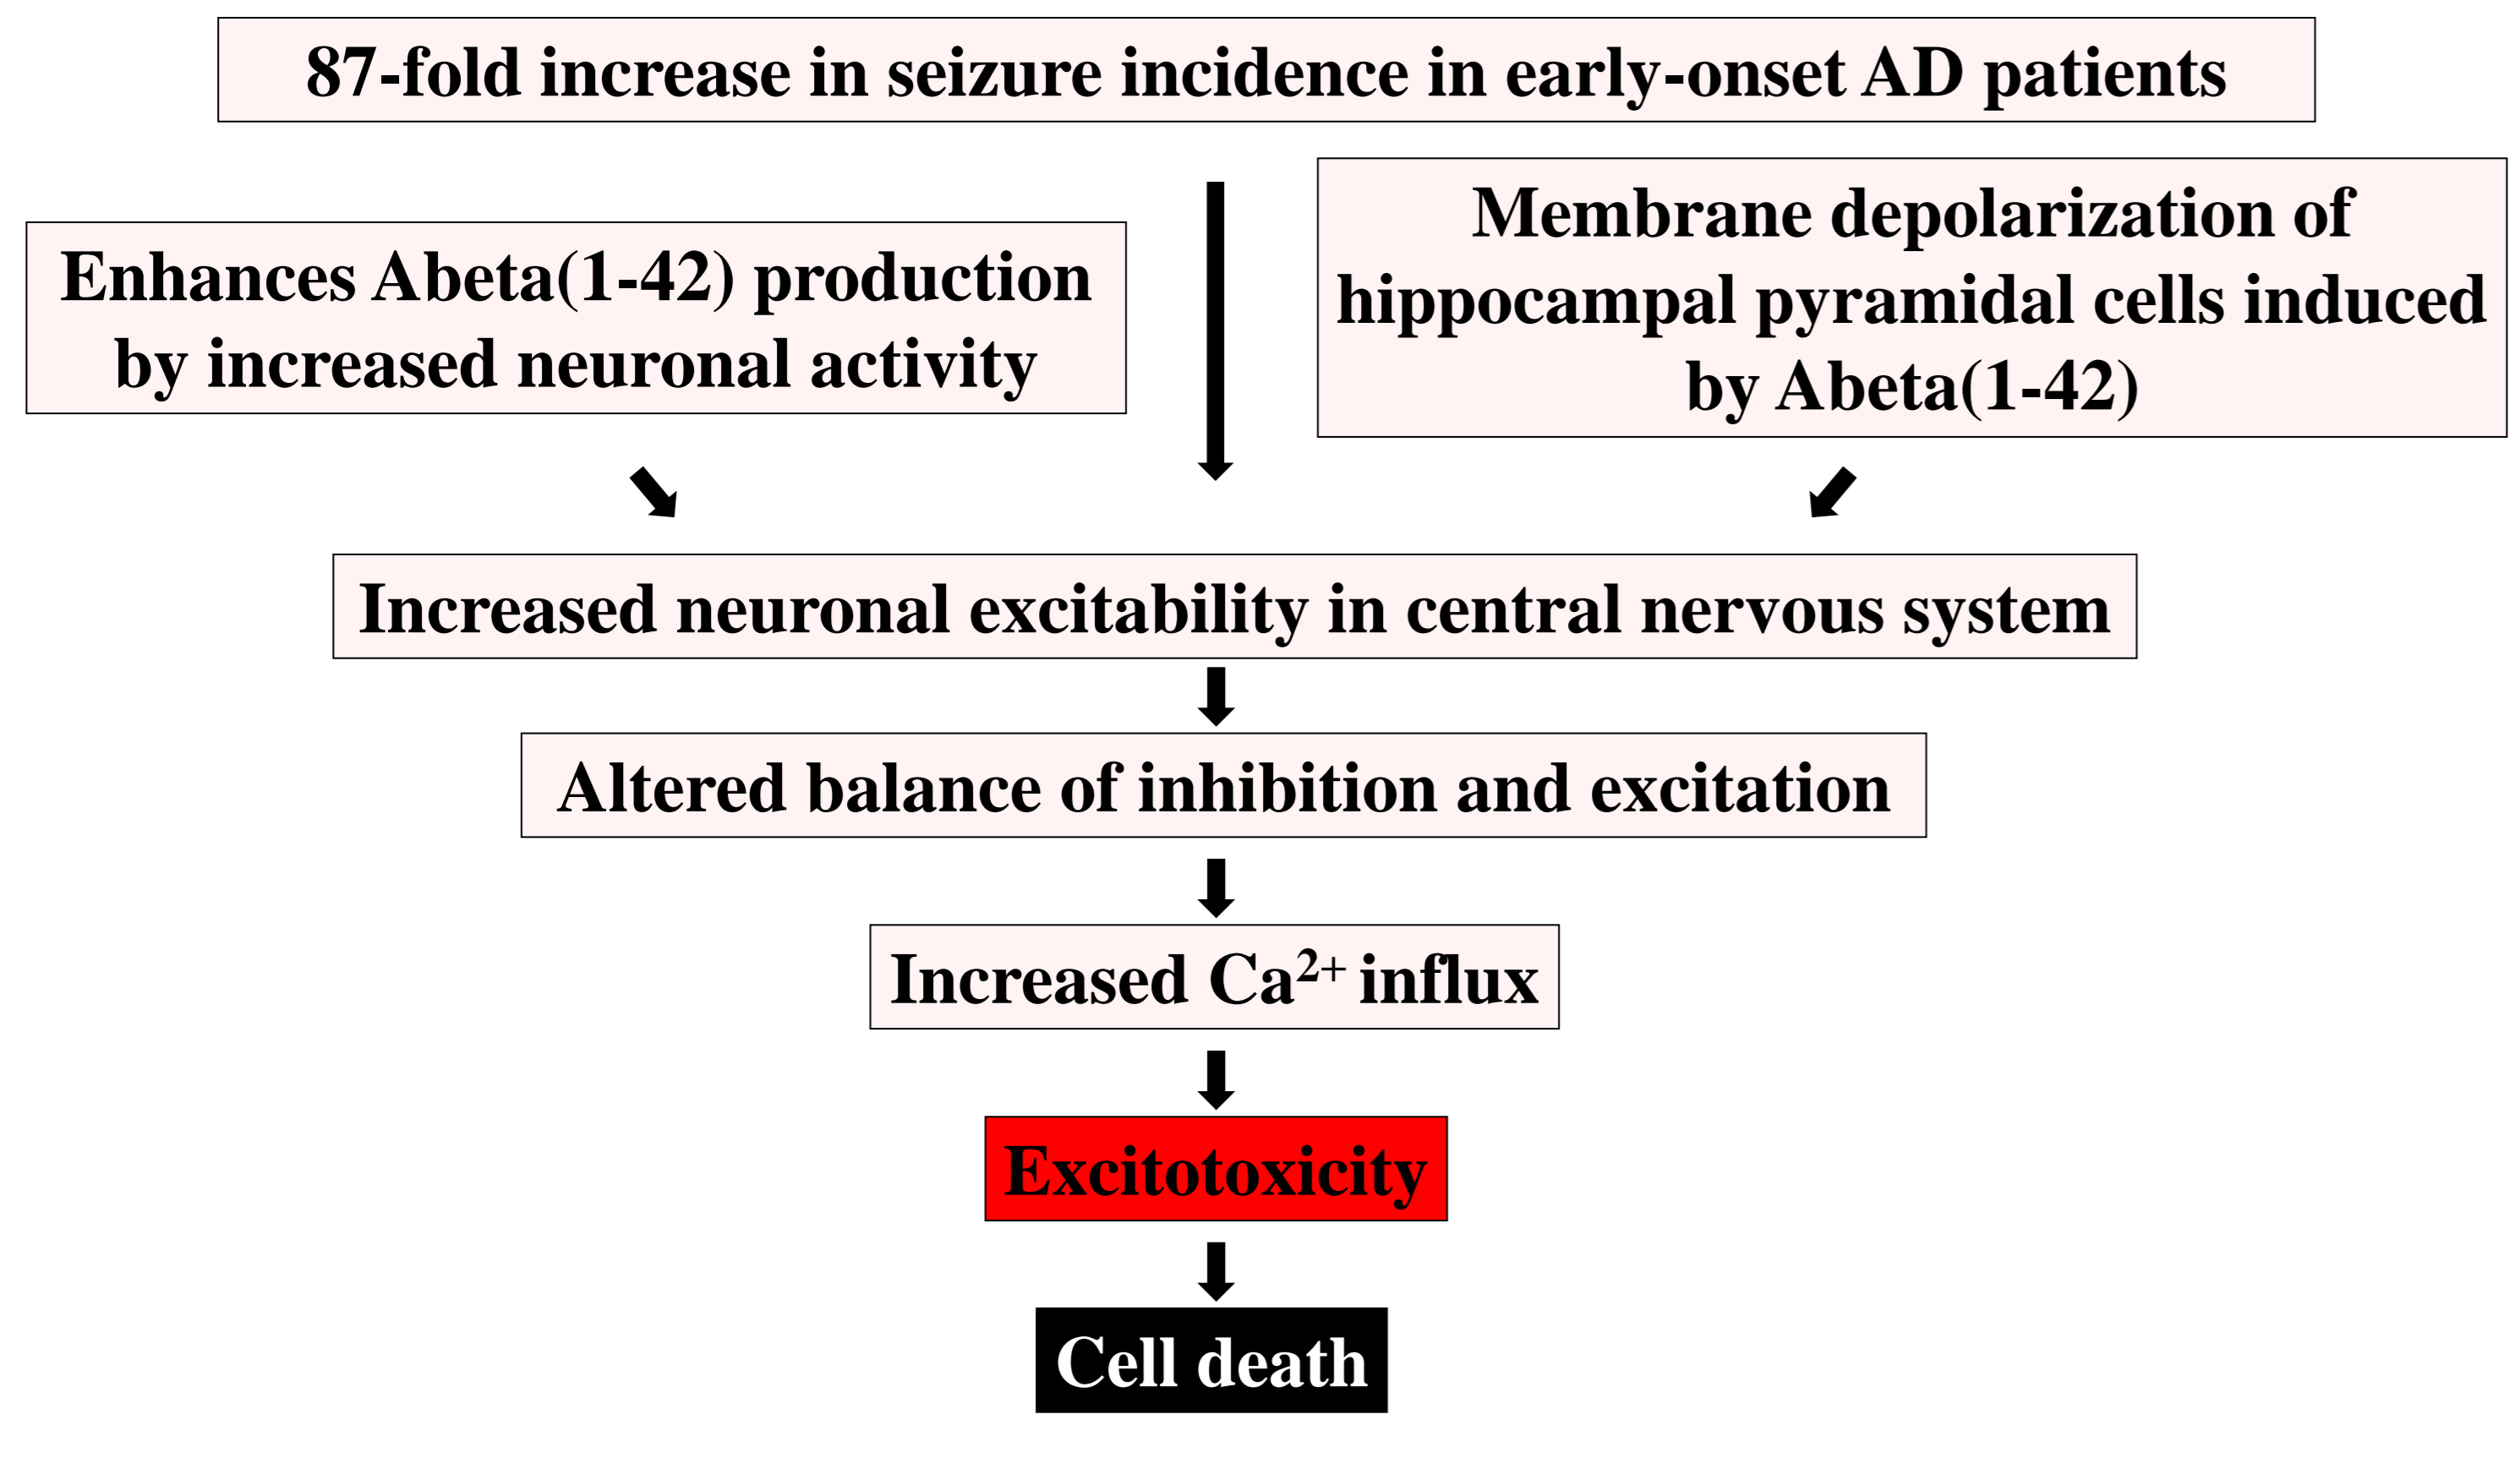 87-fold increase in seizure incidence in early-onset AD patients
Enhances Abeta(1-42) production
by increased neuronal activity
Membrane depolarization of
hippocampal pyramidal cells induced
by Abeta(1-42)
Increased neuronal excitability in central nervous system
Altered balance of inhibition and excitation
Increased Ca²⁺ influx
Excitotoxicity
Cell death